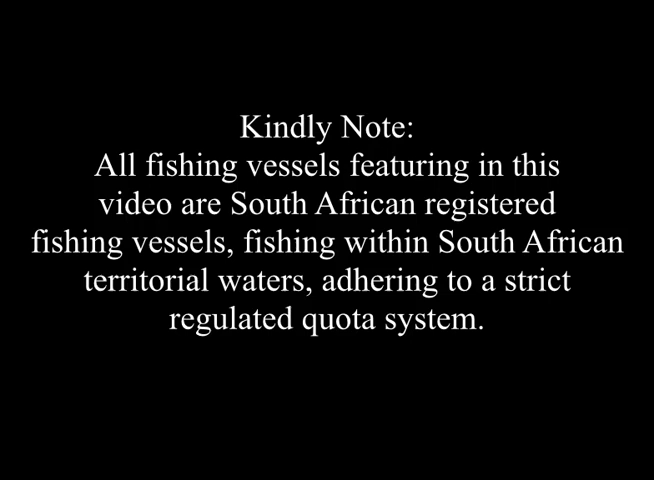 Kindly Note:
All fishing vessels featuring in this
video are South African registered
fishing vessels, fishing within South African
territorial waters, adhering to a strict
regulated quota system.